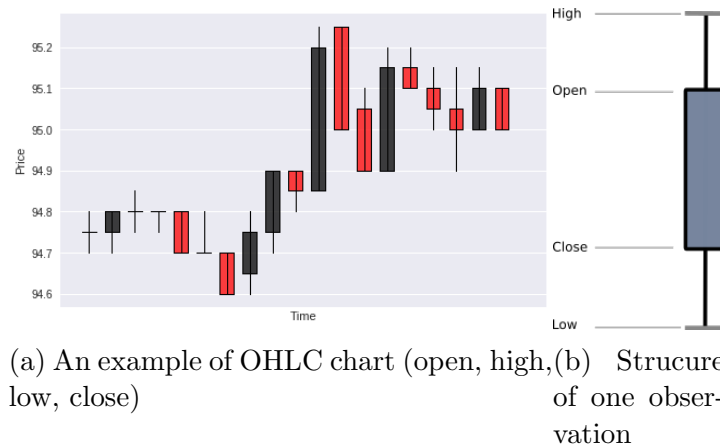 95.2
95.1
95.0
94.9
94.8
94.7
94.6
Price
Time
High
Open
Close
Low
(a) An example of OHLC chart (open, high,
low, close)
(b) Strucure
of one obser-
vation